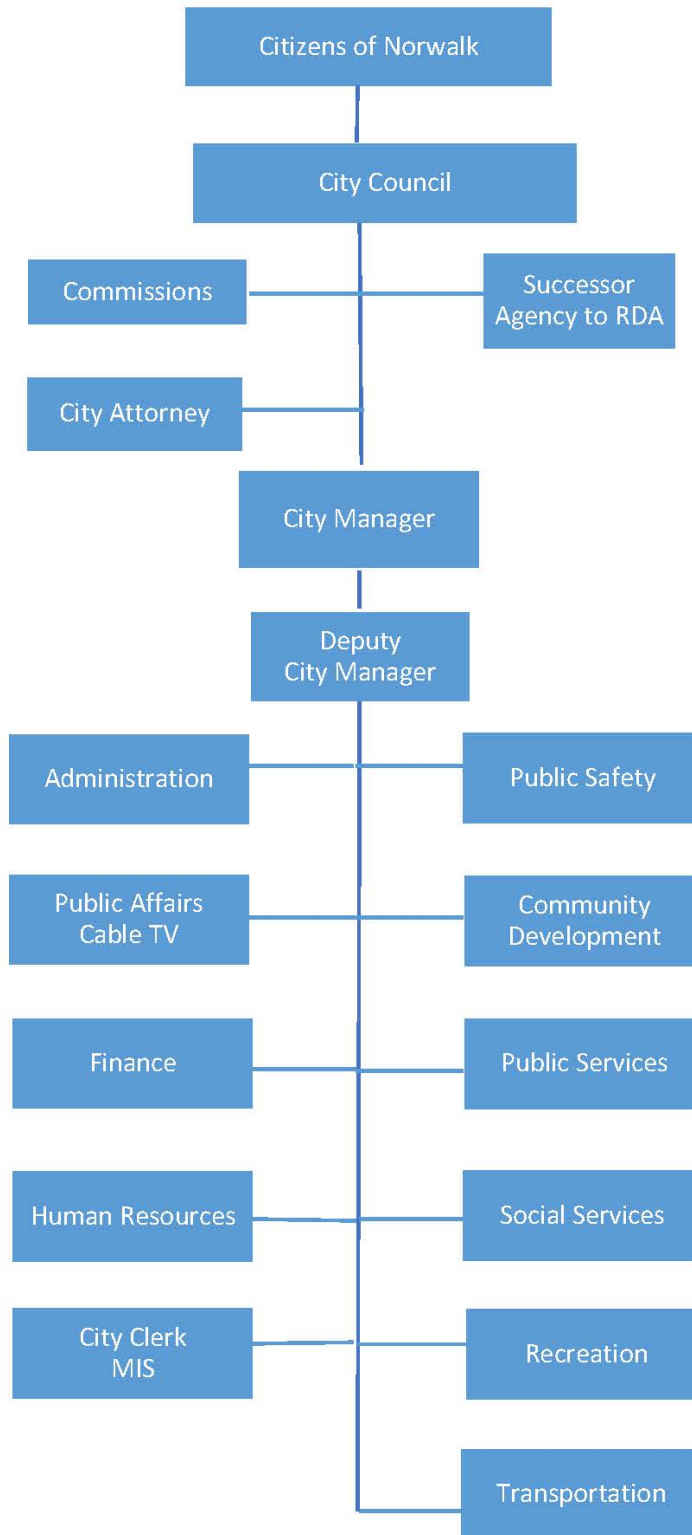 Citizens of Norwalk
City Council
Commissions
Successor
Agency to RDA
City Attorney
City Manager
Deputy
City Manager
Administration
Public Safety
Public Affairs
Cable TV
Community
Development
Finance
Public Services
Human Resources
Social Services
City Clerk
MIS
Recreation
Transportation